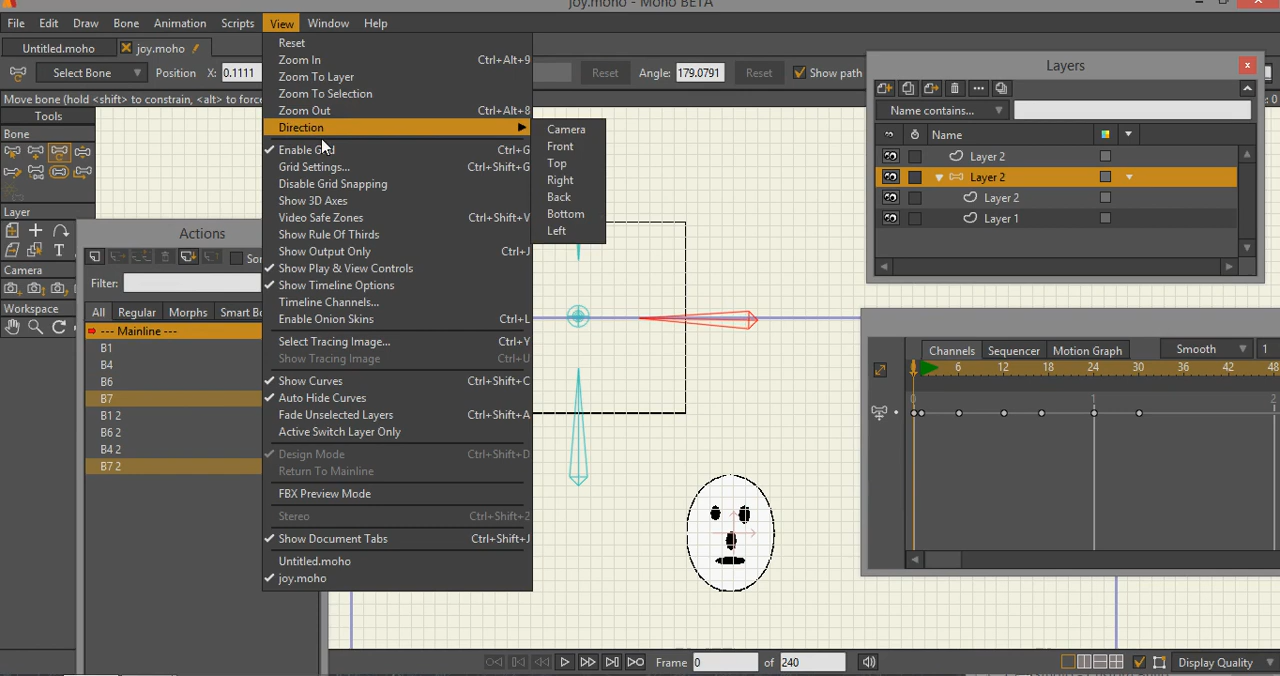 joy.moho - Moho BETA
File Edit Draw Bone Animation Scripts View Window Help
Untitled.moho joy.moho
Select Bone Position X: 0.1111 Reset Angle: 179.0791 Reset Show path
Move bone (hold <shift> to constrain, <alt> to force
Tools
Bone
Layer
Camera
Workspace
Actions
Filter:
All Regular Morphs Smart Bo
--- Mainline ---
B1
B4
B6
B7
B1 2
B6 2
B4 2
B7 2
Reset
Zoom In Ctrl+Alt+9
Zoom To Layer
Zoom To Selection
Zoom Out Ctrl+Alt+8
Direction
Enable Grid Ctrl+G
Grid Settings... Ctrl+Shift+G
Disable Grid Snapping
Show 3D Axes
Video Safe Zones Ctrl+Shift+V
Show Rule Of Thirds
Show Output Only Ctrl+J
Show Play & View Controls
Show Timeline Options
Timeline Channels...
Enable Onion Skins Ctrl+L
Select Tracing Image... Ctrl+Y
Show Tracing Image Ctrl+U
Show Curves Ctrl+Shift+C
Auto Hide Curves
Fade Unselected Layers Ctrl+Shift+A
Active Switch Layer Only
Design Mode Ctrl+Shift+D
Return To Mainline
FBX Preview Mode
Stereo Ctrl+Shift+2
Show Document Tabs Ctrl+Shift+J
Untitled.moho
joy.moho
Camera
Front
Top
Right
Back
Bottom
Left
Layers
Name contains...
Name
Layer 2
Layer 2
Layer 2
Layer 1
Channels Sequencer Motion Graph Smooth 1
0 6 12 18 24 30 36 42 48
0 1 2
Frame 0 of 240 Display Quality